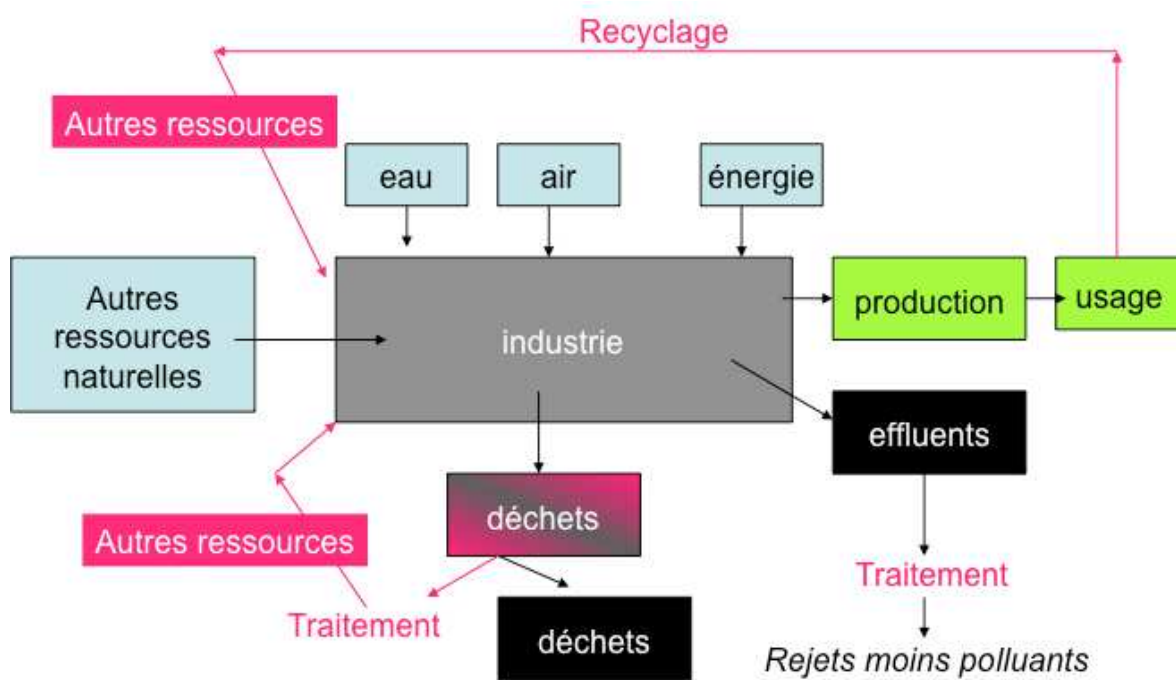 Recyclage
Autres ressources
eau
air
énergie
Autres
ressources
naturelles
industrie
production
usage
effluents
déchets
Autres ressources
Traitement
Traitement
déchets
Rejets moins polluants